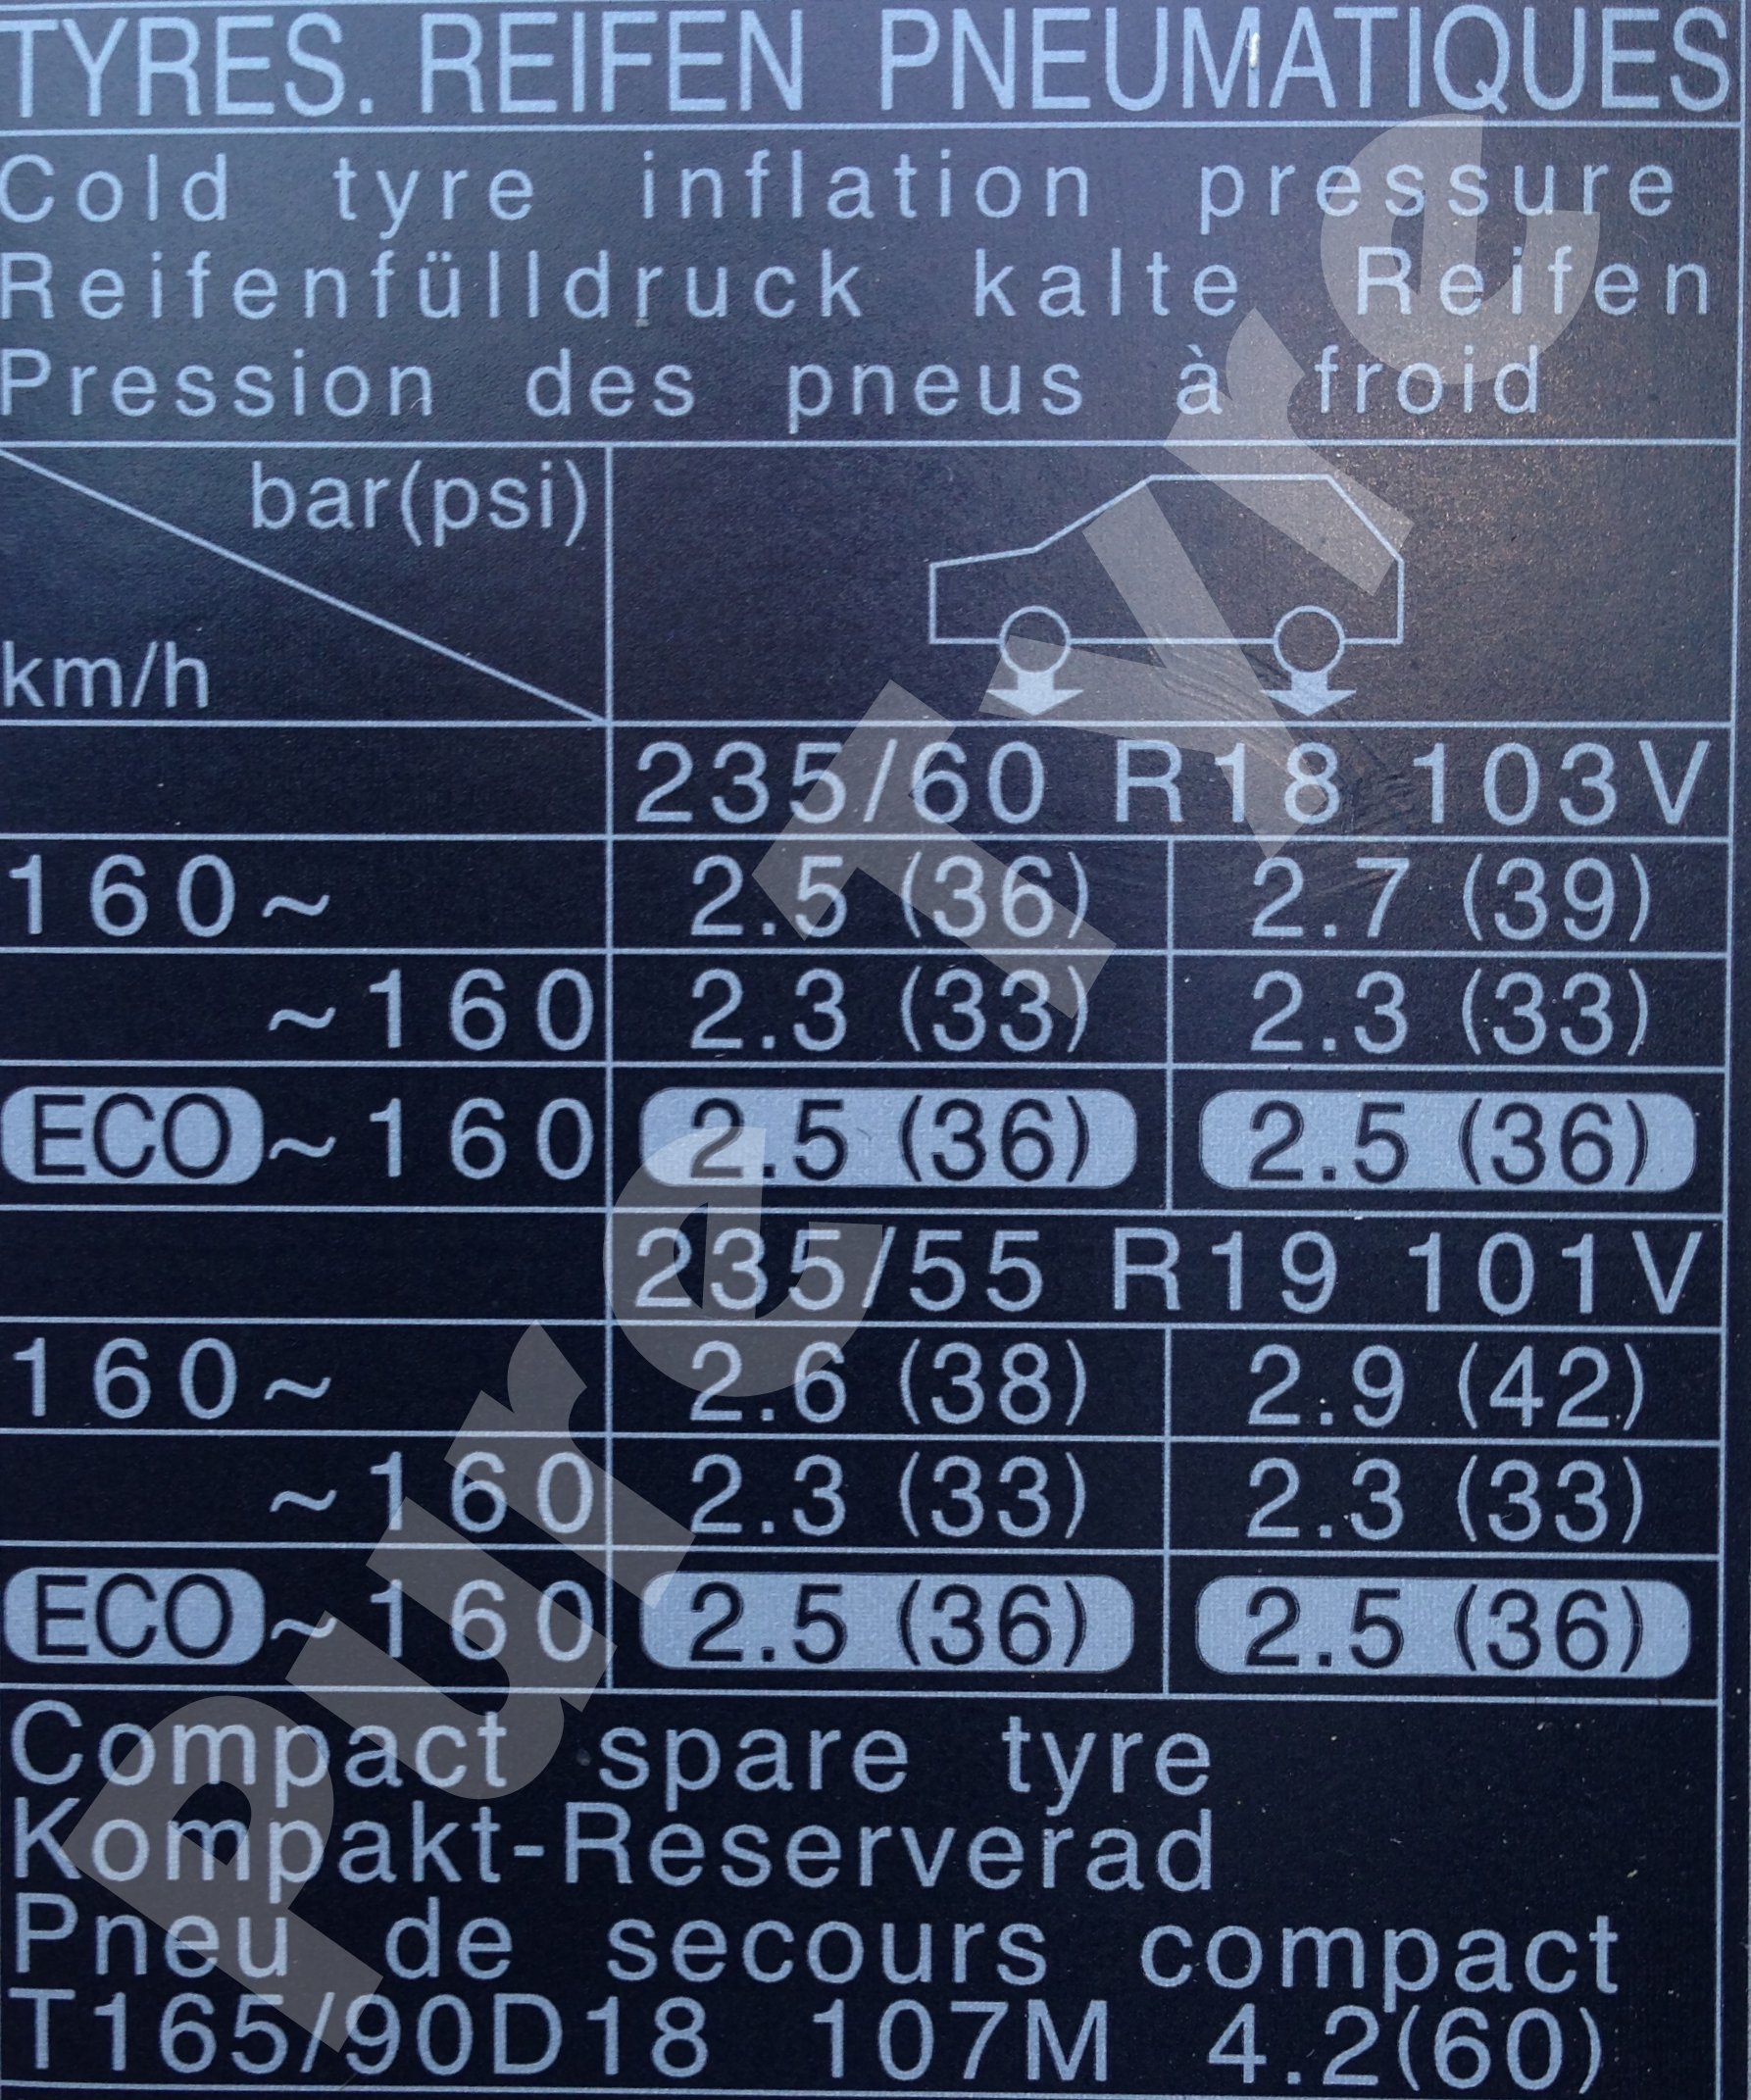 TYRES. REIFEN PNEUMATIQUES
Cold tyre inflation pressure
Reifenfülldruck kalte Reifen
Pression des pneus à froid
bar(psi)
km/h
235/60 R18 103V
160~ 2.5 (36) 2.7 (39)
~160 2.3 (33) 2.3 (33)
ECO ~160 2.5 (36) 2.5 (36)
235/55 R19 101V
160~ 2.6 (38) 2.9 (42)
~160 2.3 (33) 2.3 (33)
ECO ~160 2.5 (36) 2.5 (36)
Compact spare tyre
Kompakt-Reserverad
Pneu de secours compact
T165/90D18 107M 4.2(60)
Pure Tyre